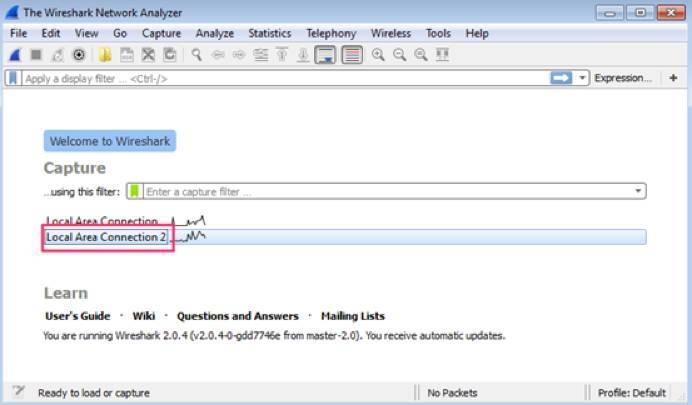 The Wireshark Network Analyzer
File Edit View Go Capture Analyze Statistics Telephony Wireless Tools Help
Apply a display filter ... <Ctrl-/> Expression... +
Welcome to Wireshark
Capture
...using this filter: Enter a capture filter ...
Local Area Connection
Local Area Connection 2
Learn
User's Guide · Wiki · Questions and Answers · Mailing Lists
You are running Wireshark 2.0.4 (v2.0.4-0-gdd7746e from master-2.0). You receive automatic updates.
Ready to load or capture No Packets Profile: Default